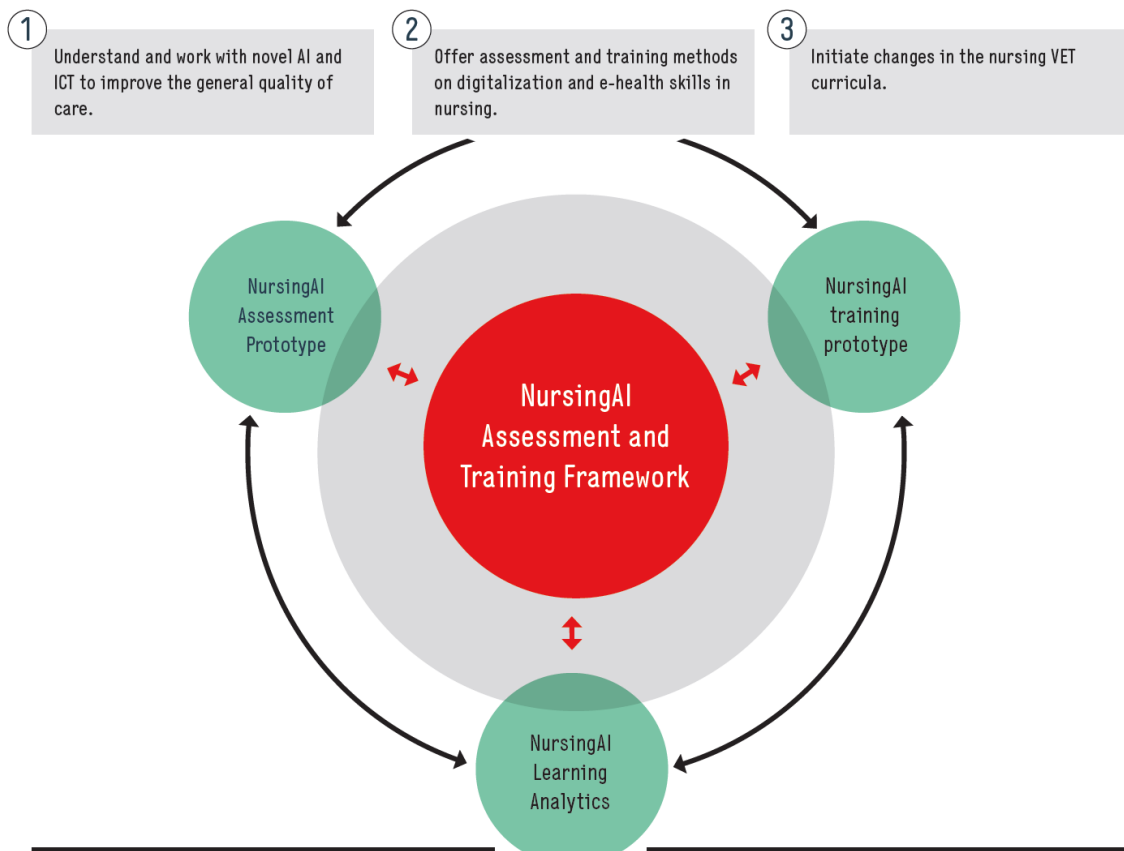 1
Understand and work with novel AI and
ICT to improve the general quality of
care.
2
Offer assessment and training methods
on digitalization and e-health skills in
nursing.
3
Initiate changes in the nursing VET
curricula.
NursingAI
Assessment
Prototype
NursingAI
training
prototype
NursingAI
Assessment and
Training Framework
NursingAI
Learning
Analytics